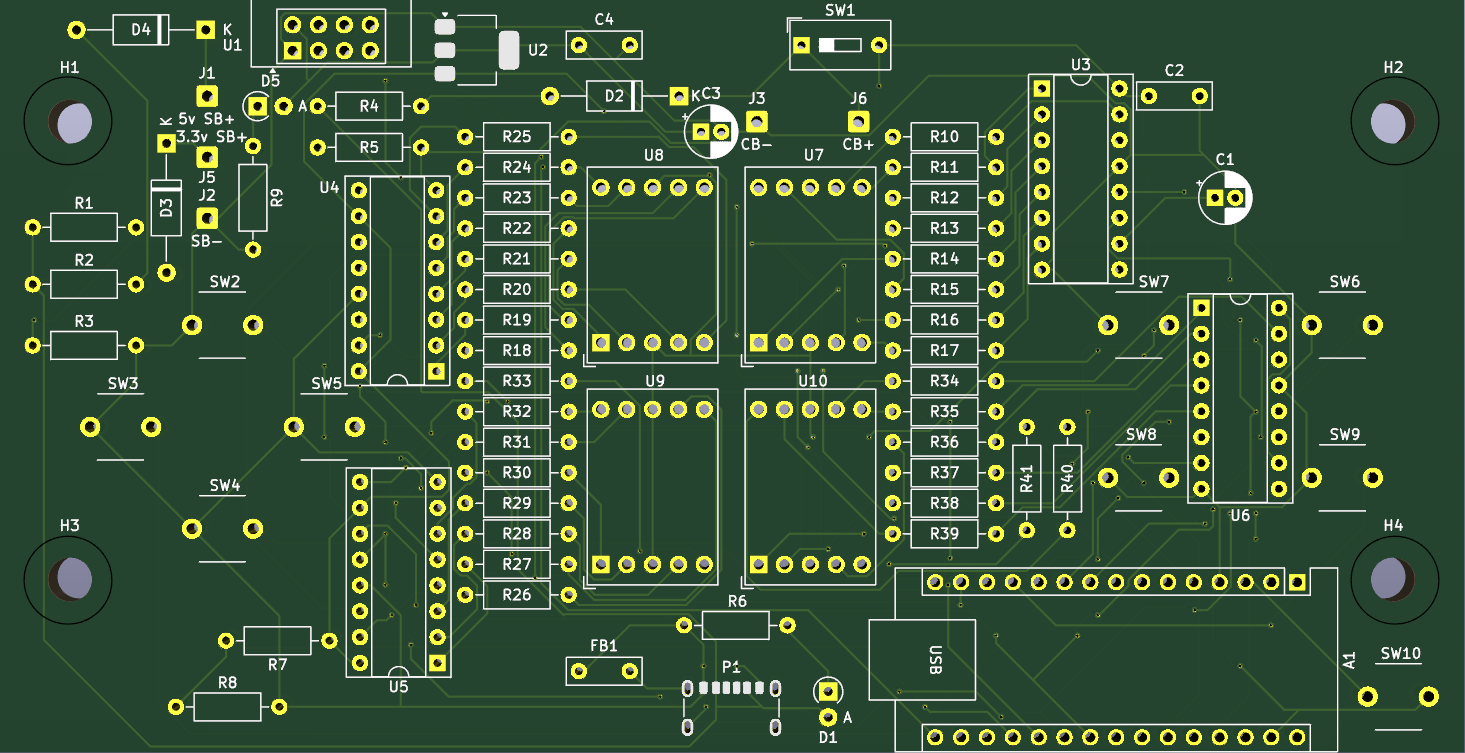 D4
K
U1
U2
C4
SW1
H1
J1
D5
A
R4
D2
K
C3
+
J3
J6
U3
C2
H2
5v SB+
K
3.3v SB+
R5
CB-
CB+
R25
R10
U8
U7
J5
J2
R24
R11
C1
+
U4
R9
D3
R23
R12
R1
SB-
R22
R13
R2
R21
R14
SW2
R20
R15
SW7
SW6
R3
R19
R16
R18
R17
SW3
SW5
R33
U9
U10
R34
R32
R35
R31
R36
SW8
SW9
SW4
R30
R37
R41
R40
R29
R38
U6
H3
R28
R39
H4
R27
R26
R6
R7
FB1
P1
USB
A1
SW10
R8
U5
A
D1